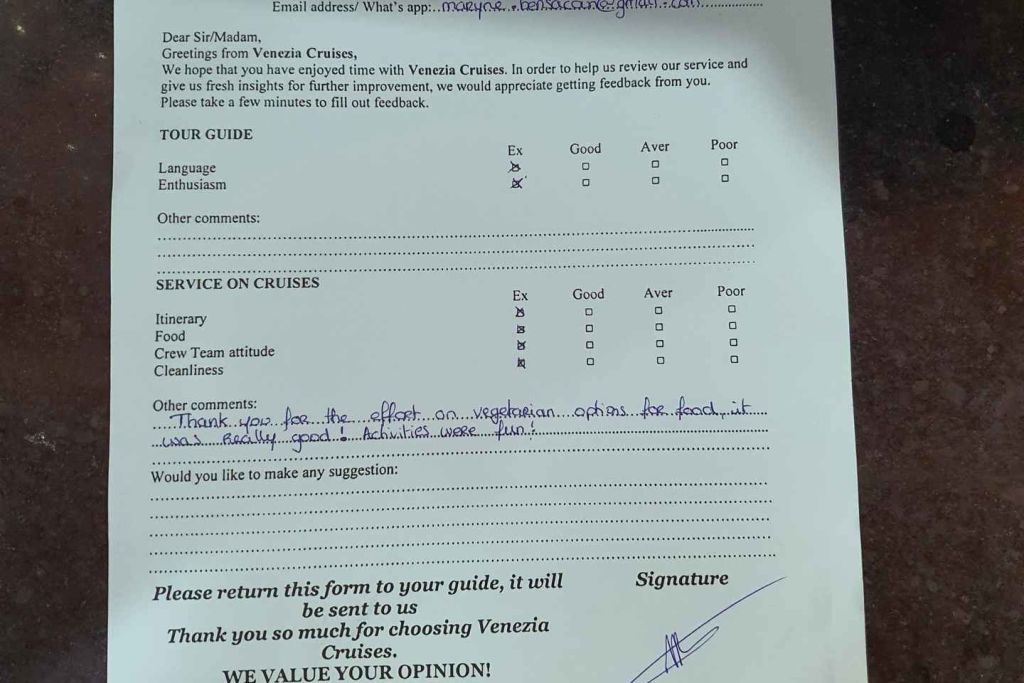 Email address/ What's app:..maryne.bensacan@gmail.com
Dear Sir/Madam,
Greetings from Venezia Cruises,
We hope that you have enjoyed time with Venezia Cruises. In order to help us review our service and
give us fresh insights for further improvement, we would appreciate getting feedback from you.
Please take a few minutes to fill out feedback.
TOUR GUIDE
Ex Good Aver Poor
Language
Enthusiasm
Other comments:
SERVICE ON CRUISES
Ex Good Aver Poor
Itinerary
Food
Crew Team attitude
Cleanliness
Other comments:
Thank you for the effort on vegetarian options for food, it
was really good! Activities were fun!
Would you like to make any suggestion:
Please return this form to your guide, it will
be sent to us
Signature
Thank you so much for choosing Venezia
Cruises.
WE VALUE YOUR OPINION!